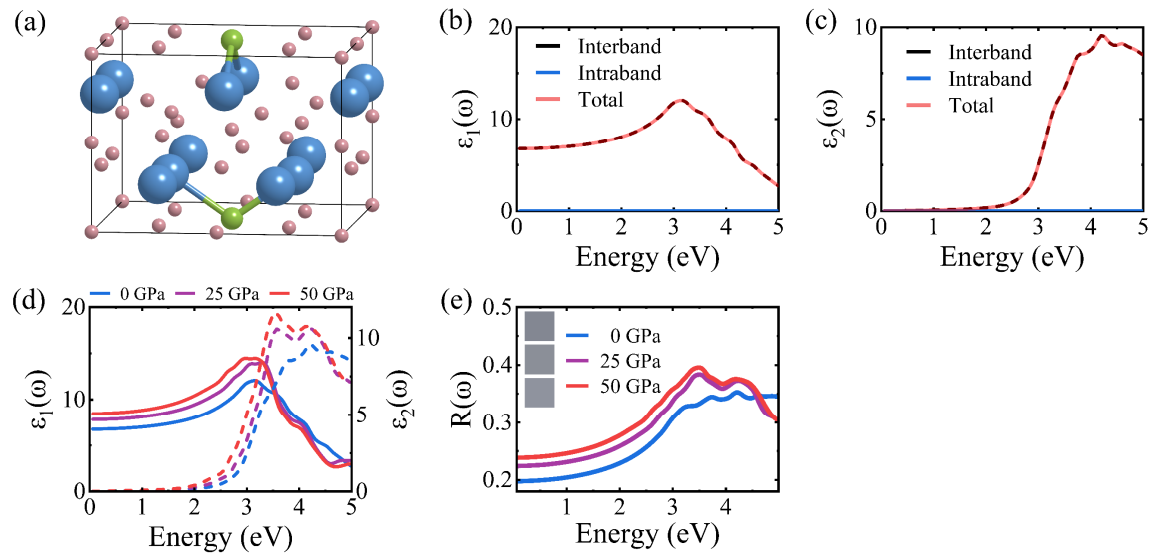 (a)
(b)
20
10
0
ε₁(ω)
Interband
Intraband
Total
0 1 2 3 4 5
Energy (eV)
(c)
10
5
0
ε₂(ω)
Interband
Intraband
Total
0 1 2 3 4 5
Energy (eV)
(d)
0 GPa 25 GPa 50 GPa
20
10
0
ε₁(ω)
10
5
0
ε₂(ω)
0 1 2 3 4 5
Energy (eV)
(e)
0.5
0.4
0.3
0.2
R(ω)
0 GPa
25 GPa
50 GPa
1 2 3 4
Energy (eV)